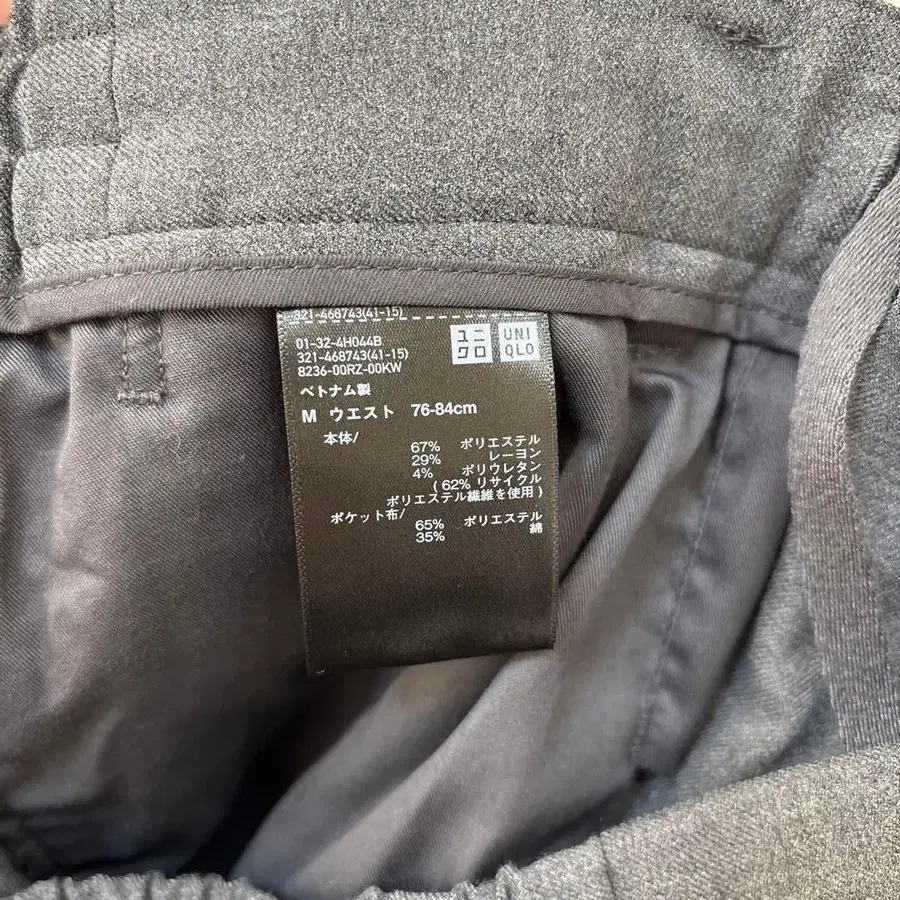 321-468743(41-15)
01-32-4H044B
321-468743(41-15)
8236-00RZ-00KW
ユニ
クロ
UNI
QLO
ベトナム製
M ウエスト 76-84cm
本体/
67% ポリエステル
29% レーヨン
4% ポリウレタン
( 62% リサイクル
ポリエステル繊維を使用 )
ポケット布/
65% ポリエステル
35% 綿